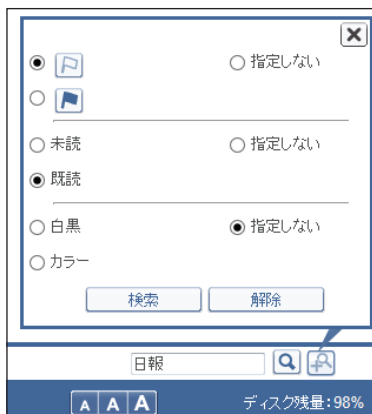 指定しない
未読 指定しない
既読
白黒 指定しない
カラー
検索 解除
日報
A A A ディスク残量:98%